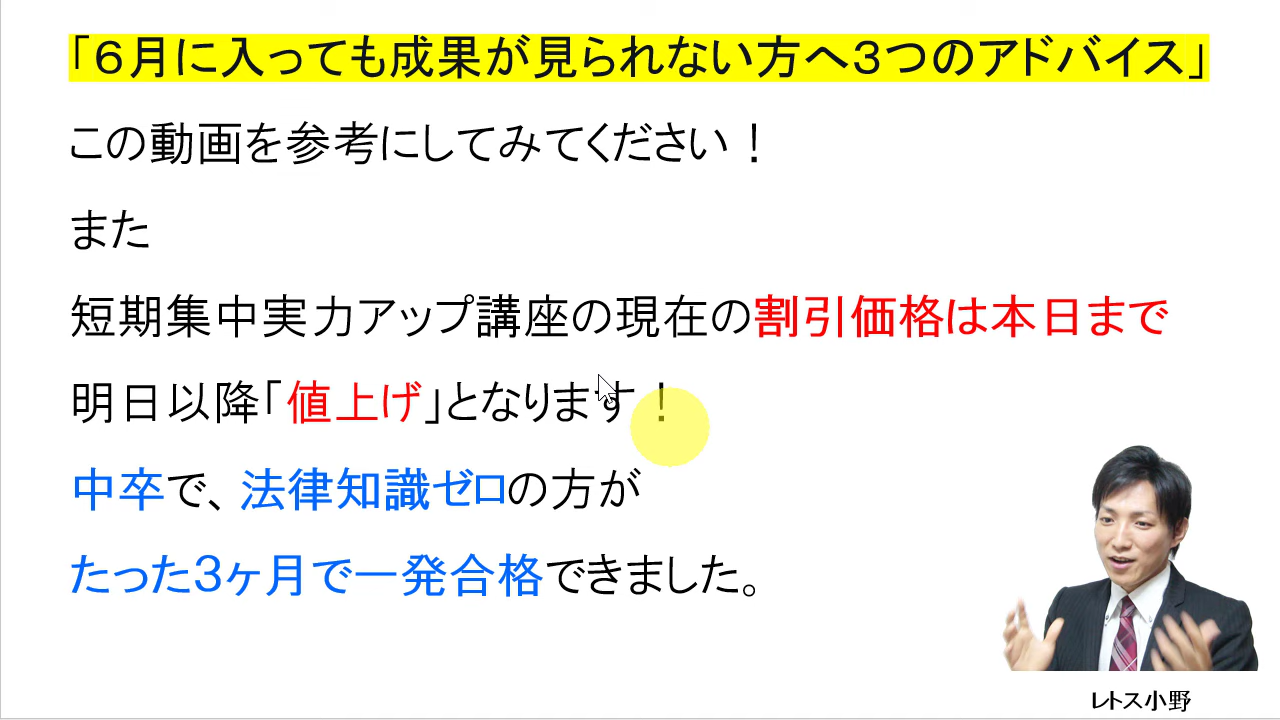 「６月に入っても成果が見られない方へ３つのアドバイス」
この動画を参考にしてみてください！
また
短期集中実力アップ講座の現在の割引価格は本日まで
明日以降「値上げ」となります！
中卒で、法律知識ゼロの方が
たった3ヶ月で一発合格できました。
レトス小野